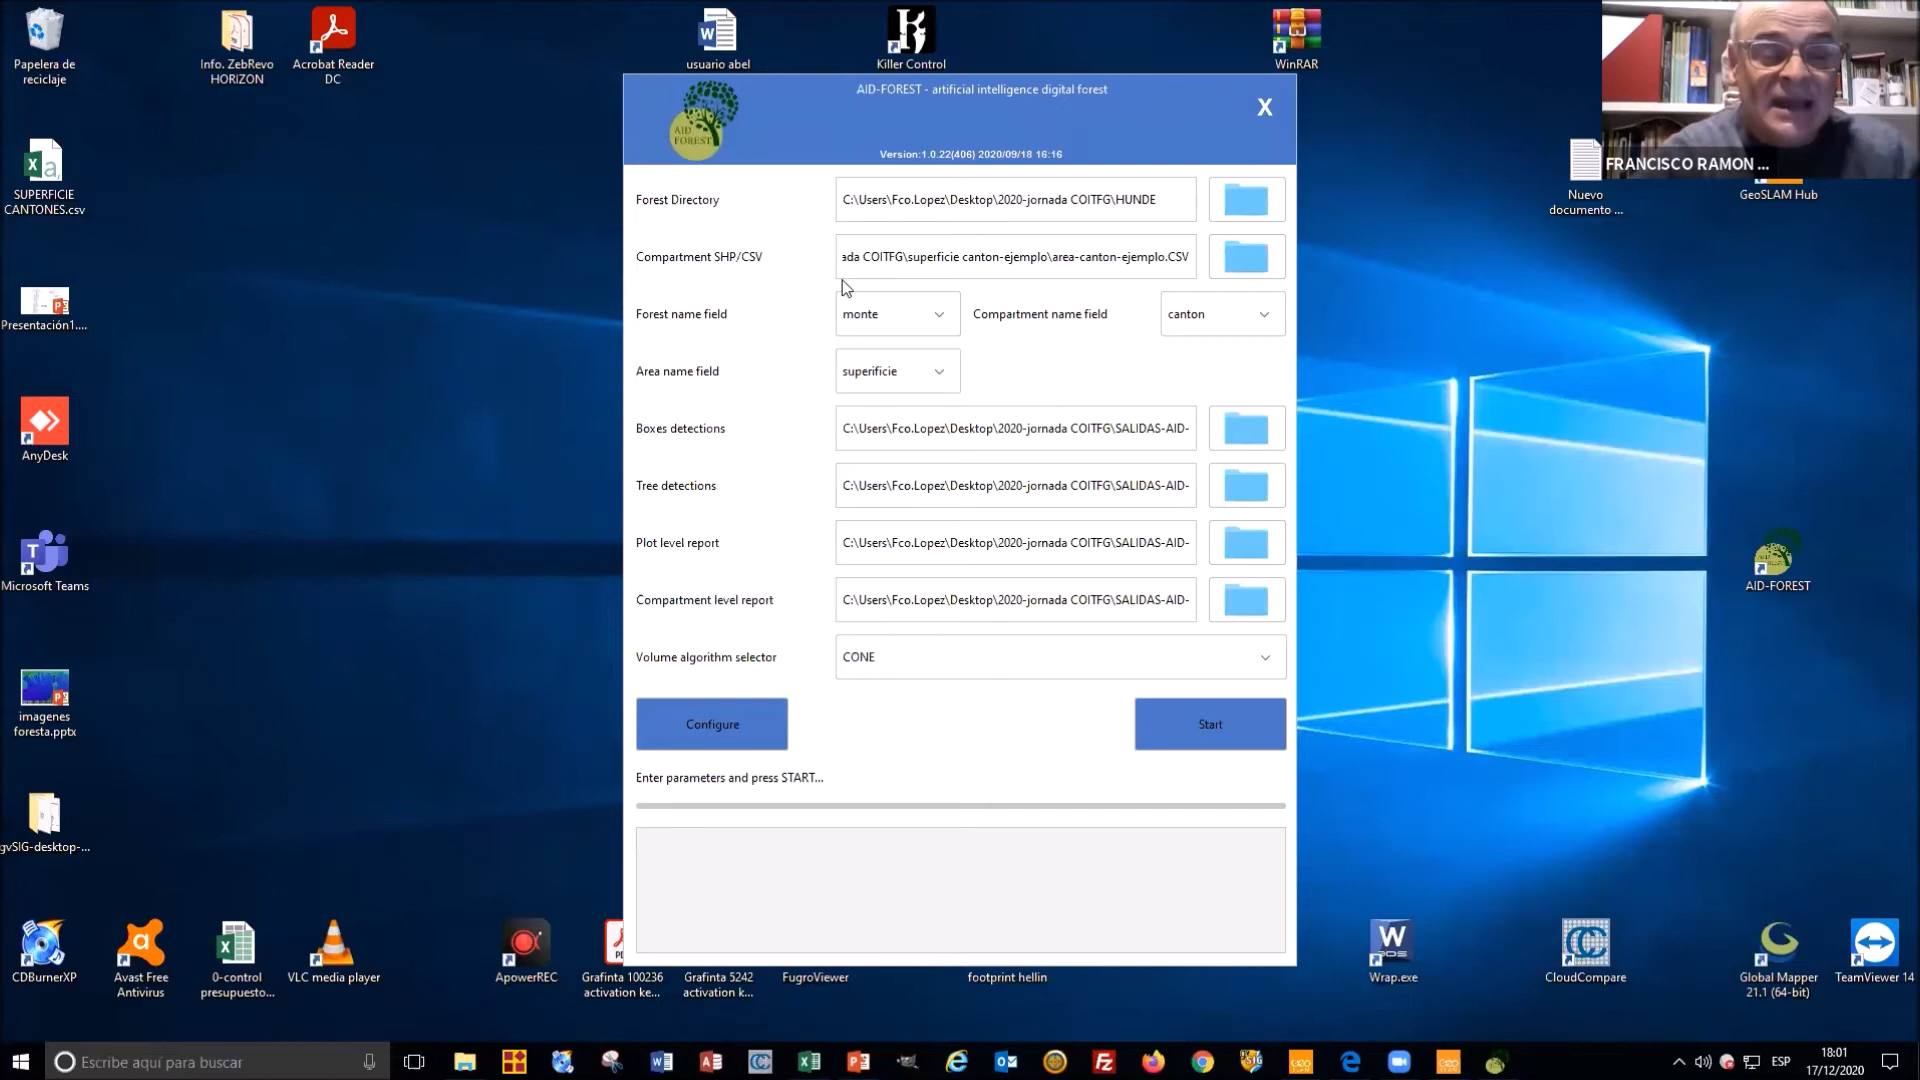 Papelera de
reciclaje
Info. ZebRevo
HORIZON
Acrobat Reader
DC
usuario abel
Killer Control
WinRAR
SUPERFICIE
CANTONES.csv
Presentación1....
AnyDesk
Microsoft Teams
imagenes
foresta.pptx
gvSIG-desktop-...
AID-FOREST - artificial intelligence digital forest
X
AID
FOREST
Version:1.0.22(406) 2020/09/18 16:16
Forest Directory
C:\Users\Fco.Lopez\Desktop\2020-jornada COITFG\HUNDE
Compartment SHP/CSV
ada COITFG\superficie canton-ejemplo\area-canton-ejemplo.CSV
Forest name field
monte
Compartment name field
canton
Area name field
superificie
Boxes detections
C:\Users\Fco.Lopez\Desktop\2020-jornada COITFG\SALIDAS-AID-
Tree detections
C:\Users\Fco.Lopez\Desktop\2020-jornada COITFG\SALIDAS-AID-
Plot level report
C:\Users\Fco.Lopez\Desktop\2020-jornada COITFG\SALIDAS-AID-
Compartment level report
C:\Users\Fco.Lopez\Desktop\2020-jornada COITFG\SALIDAS-AID-
Volume algorithm selector
CONE
Configure
Start
Enter parameters and press START...
FRANCISCO RAMON ...
Nuevo
documento ...
GeoSLAM Hub
AID-FOREST
CDBurnerXP
Avast Free
Antivirus
0-control
presupuesto...
VLC media player
ApowerREC
Grafinta 100236
activation ke...
Grafinta 5242
activation k...
FugroViewer
footprint hellin
Wrap.exe
CloudCompare
Global Mapper
21.1 (64-bit)
TeamViewer 14
Escribe aquí para buscar
ESP
18:01
17/12/2020